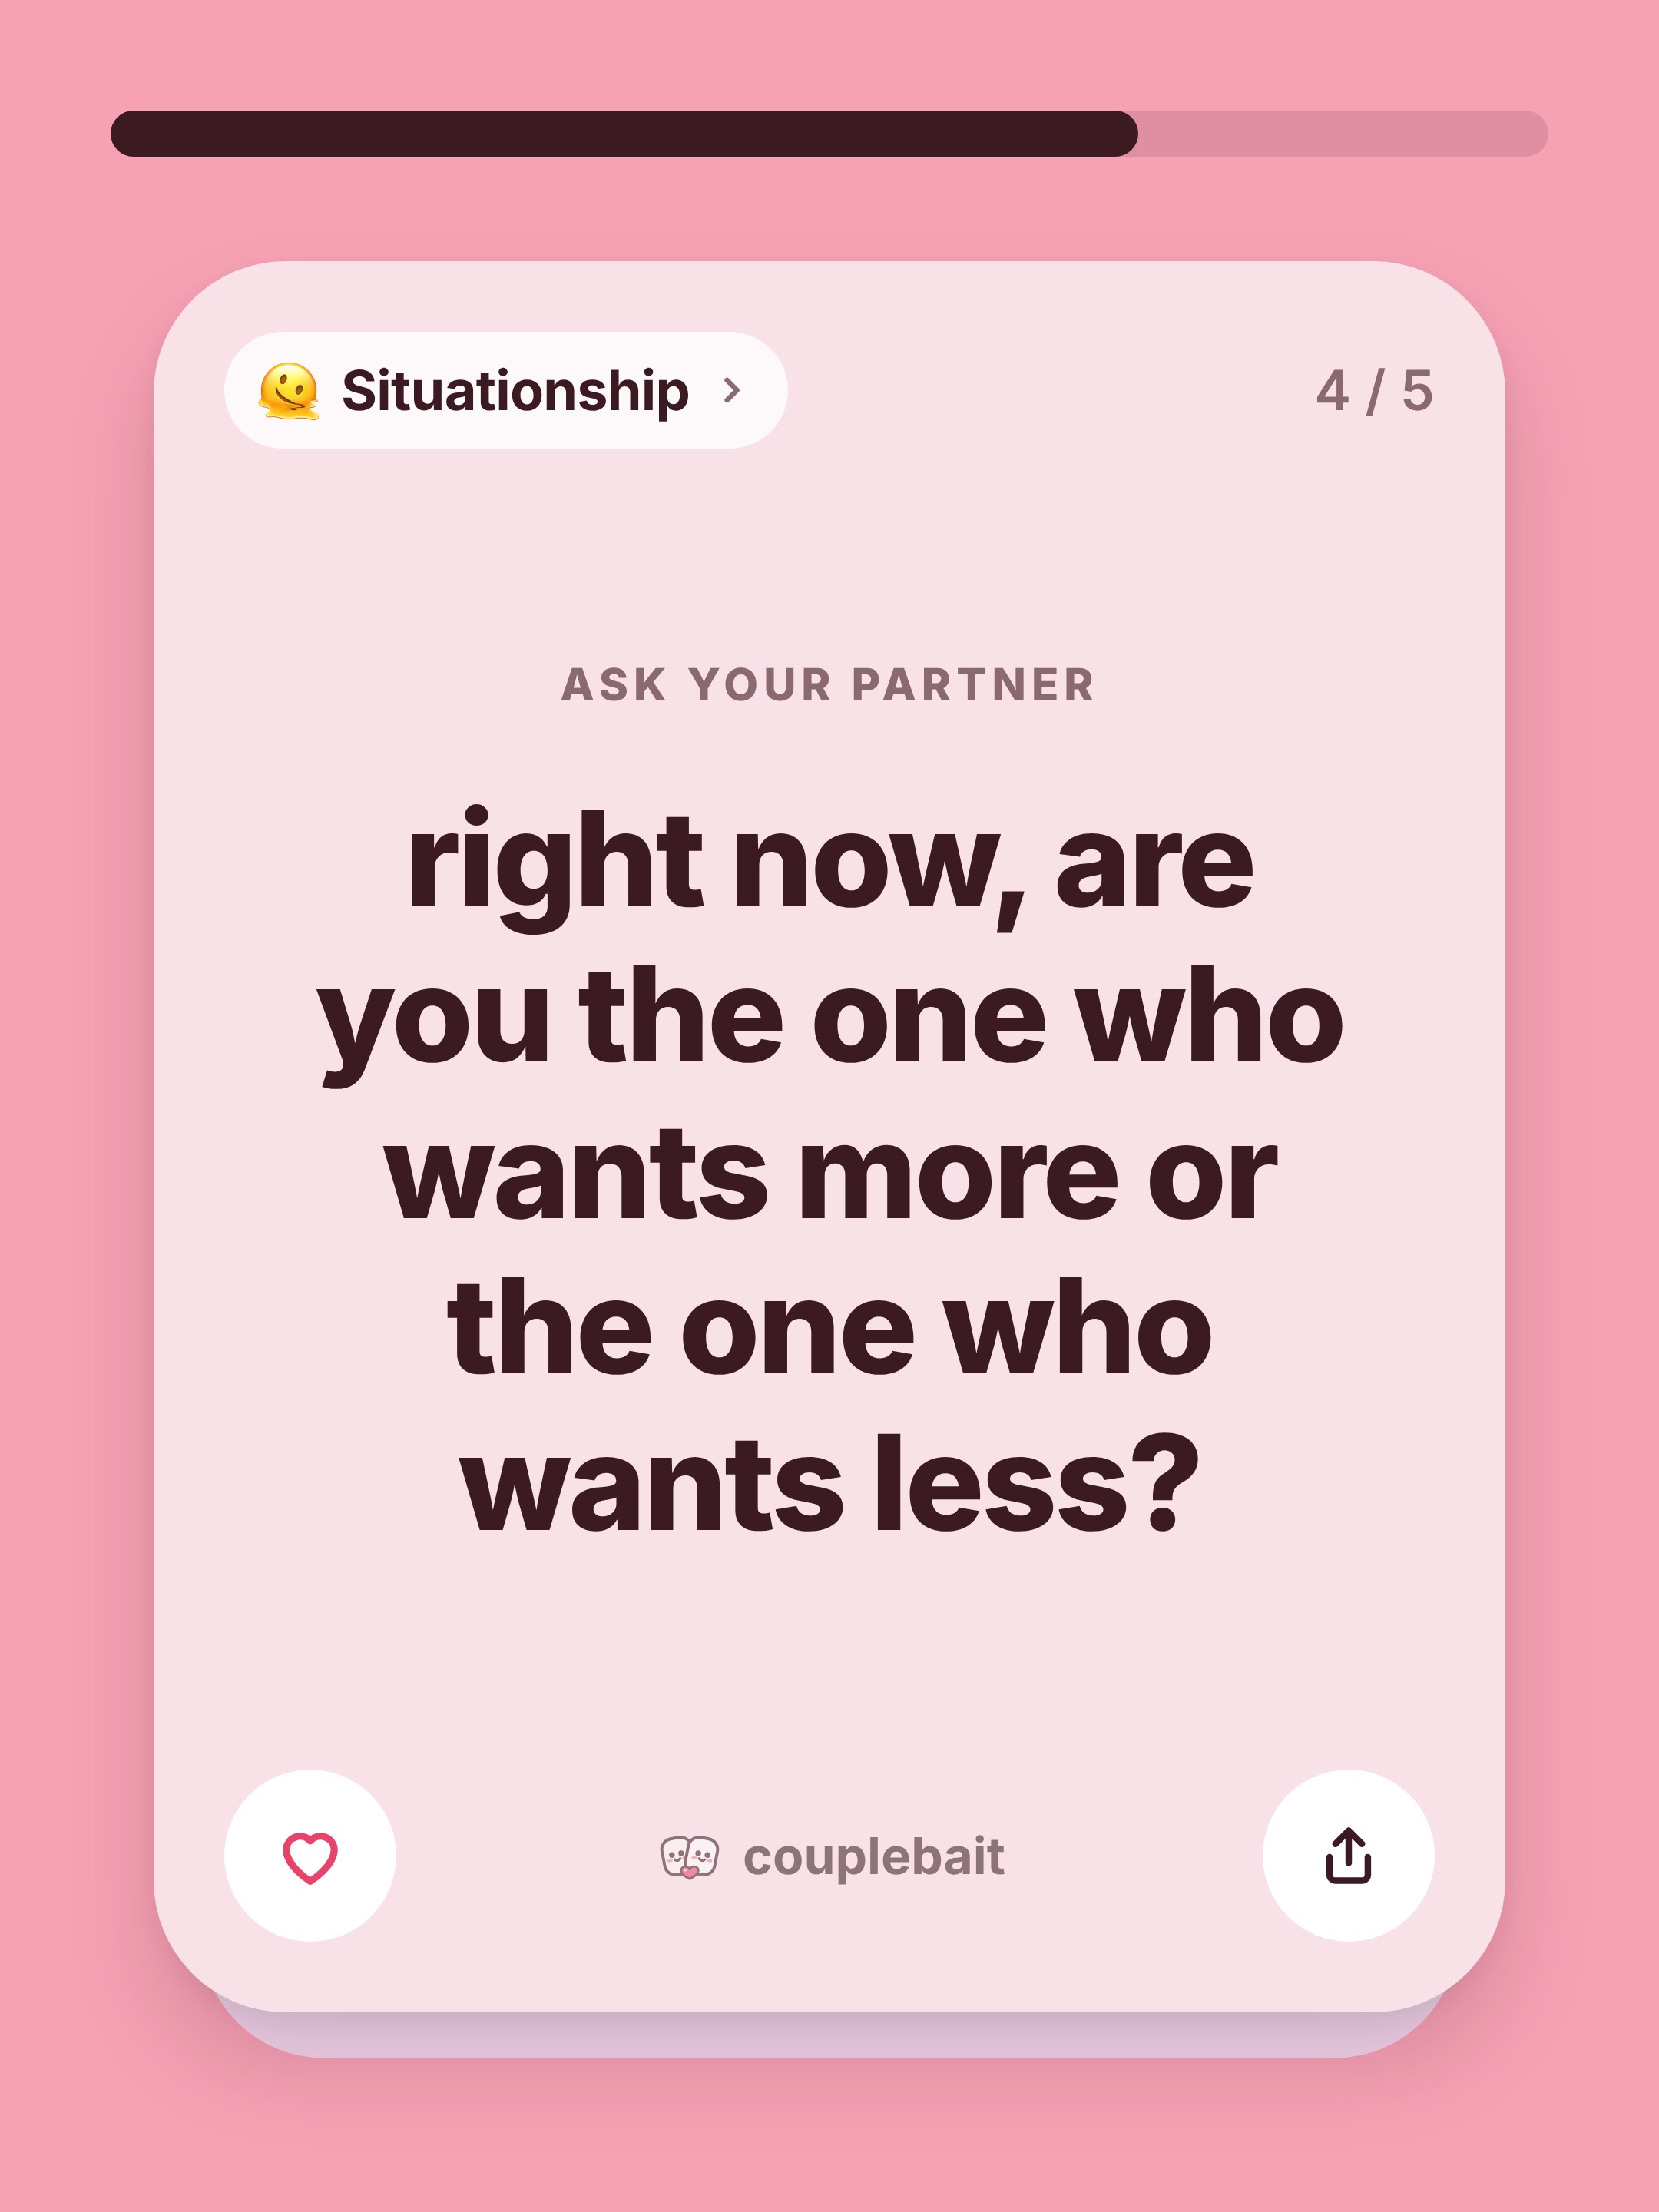 Situationship
4 / 5
ASK YOUR PARTNER
right now, are
you the one who
wants more or
the one who
wants less?
couplebait